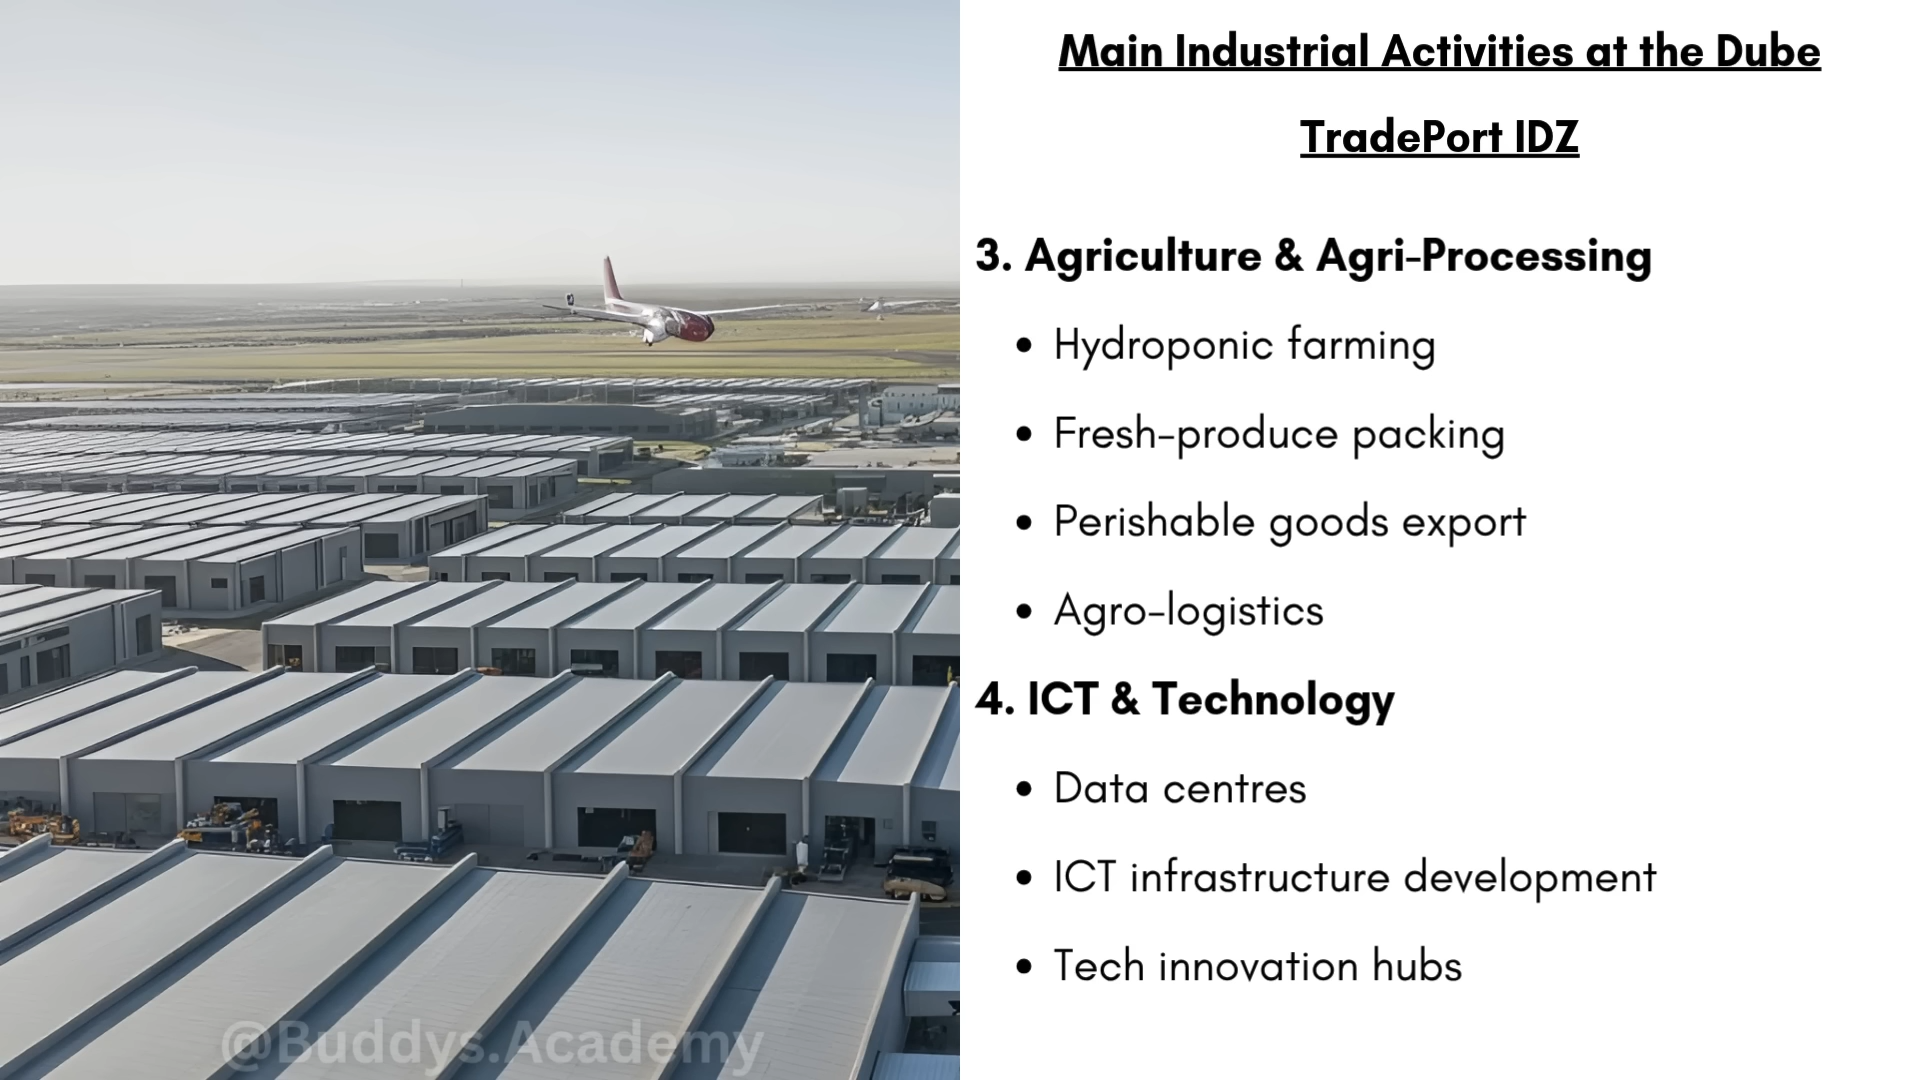 Main Industrial Activities at the Dube
TradePort IDZ
3. Agriculture & Agri-Processing
• Hydroponic farming
• Fresh-produce packing
• Perishable goods export
• Agro-logistics
4. ICT & Technology
• Data centres
• ICT infrastructure development
• Tech innovation hubs
@Buddys.Academy